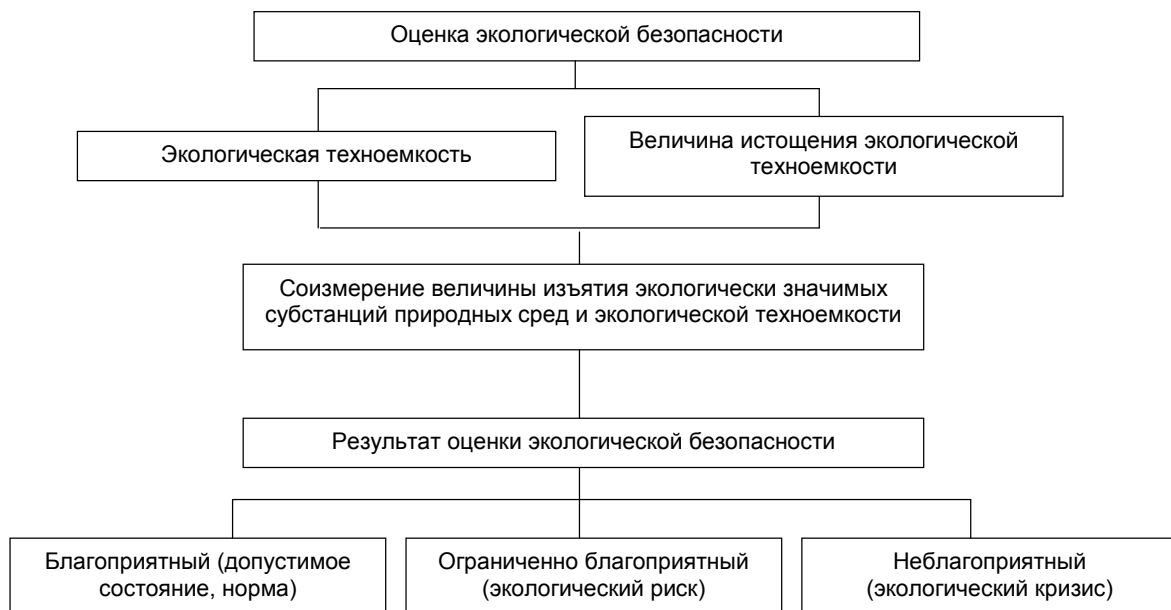 Оценка экологической безопасности
Экологическая техноемкость
Величина истощения экологической
техноемкости
Соизмерение величины изъятия экологически значимых
субстанций природных сред и экологической техноемкости
Результат оценки экологической безопасности
Благоприятный (допустимое
состояние, норма)
Ограниченно благоприятный
(экологический риск)
Неблагоприятный
(экологический кризис)